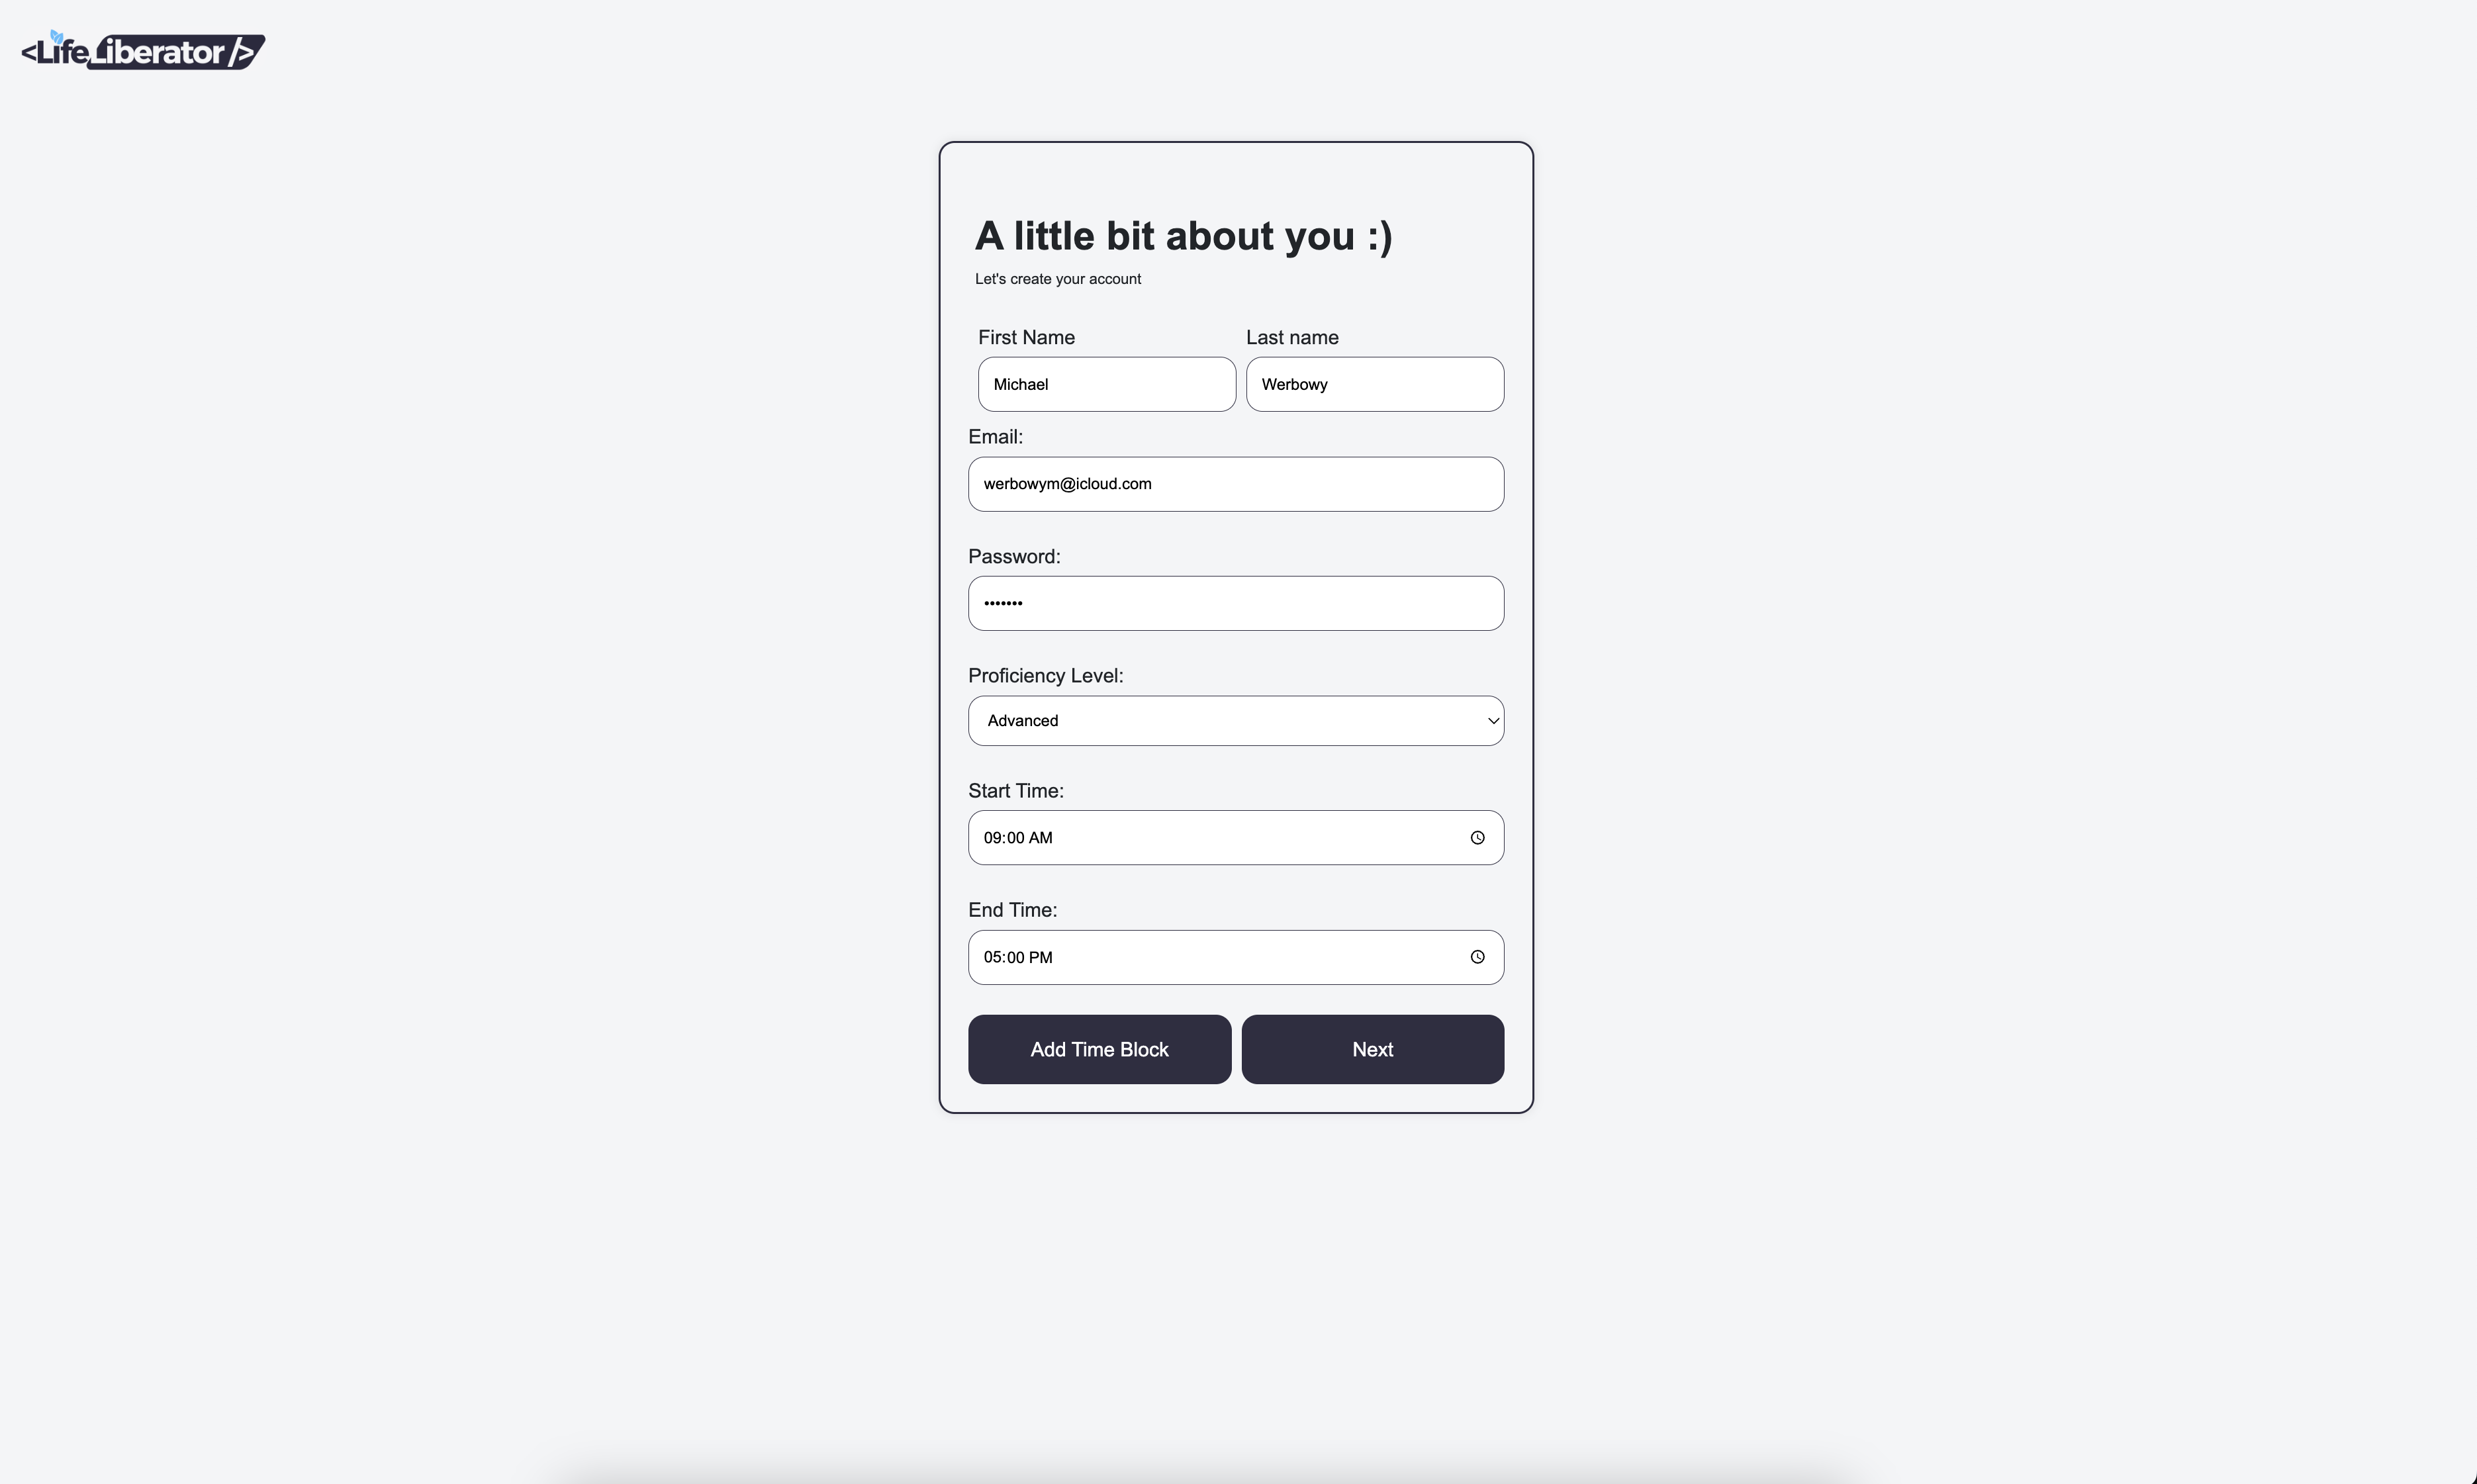 <LifeLiberator/>
A little bit about you :)
Let's create your account
First Name Last name
Michael Werbowy
Email:
werbowym@icloud.com
Password:
•••••••
Proficiency Level:
Advanced
Start Time:
09:00 AM
End Time:
05:00 PM
Add Time Block Next